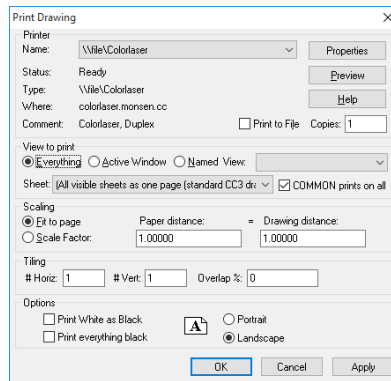 Print Drawing
Printer
Name: \\file\Colorlaser Properties
Status: Ready Preview
Type: \\file\Colorlaser
Where: colorlaser.monsen.cc Help
Comment: Colorlaser, Duplex Print to File Copies: 1
View to print
Everything Active Window Named View:
Sheet: (All visible sheets as one page (standard CC3 dra COMMON prints on all
Scaling
Fit to page Paper distance: = Drawing distance:
Scale Factor: 1.00000 1.00000
Tiling
# Horiz: 1 # Vert: 1 Overlap %: 0
Options
Print White as Black A Portrait
Print everything black Landscape
OK Cancel Apply